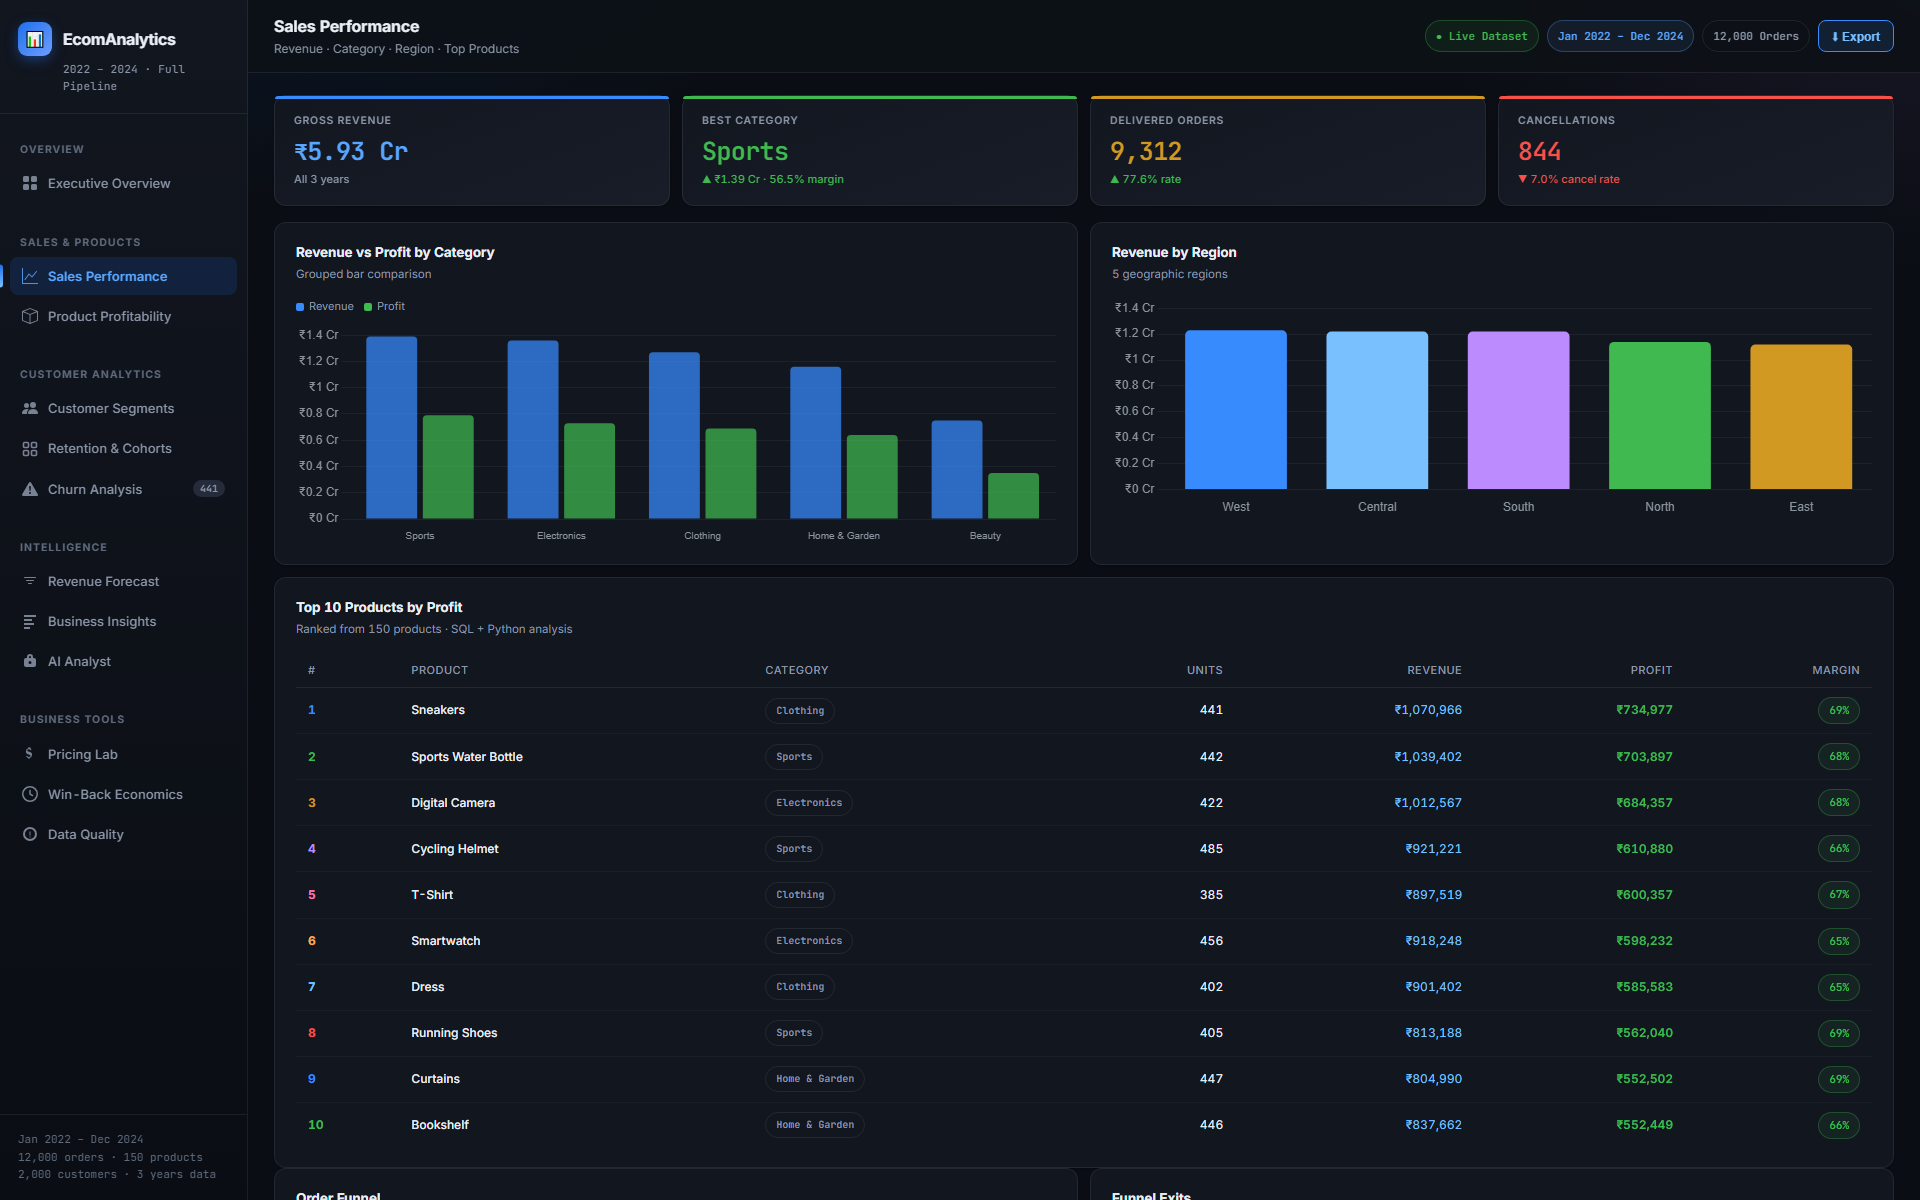 EcomAnalytics
2022 – 2024 · Full
Pipeline
OVERVIEW
Executive Overview
SALES & PRODUCTS
Sales Performance
Product Profitability
CUSTOMER ANALYTICS
Customer Segments
Retention & Cohorts
Churn Analysis 441
INTELLIGENCE
Revenue Forecast
Business Insights
AI Analyst
BUSINESS TOOLS
$ Pricing Lab
Win-Back Economics
Data Quality
Jan 2022 – Dec 2024
12,000 orders · 150 products
2,000 customers · 3 years data
Sales Performance
Revenue · Category · Region · Top Products
● Live Dataset
Jan 2022 – Dec 2024
12,000 Orders
⬇ Export
GROSS REVENUE
₹5.93 Cr
All 3 years
BEST CATEGORY
Sports
▲ ₹1.39 Cr · 56.5% margin
DELIVERED ORDERS
9,312
▲ 77.6% rate
CANCELLATIONS
844
▼ 7.0% cancel rate
Revenue vs Profit by Category
Grouped bar comparison
Revenue Profit
₹1.4 Cr
₹1.2 Cr
₹1 Cr
₹0.8 Cr
₹0.6 Cr
₹0.4 Cr
₹0.2 Cr
₹0 Cr
Sports Electronics Clothing Home & Garden Beauty
Revenue by Region
5 geographic regions
₹1.4 Cr
₹1.2 Cr
₹1 Cr
₹0.8 Cr
₹0.6 Cr
₹0.4 Cr
₹0.2 Cr
₹0 Cr
West Central South North East
Top 10 Products by Profit
Ranked from 150 products · SQL + Python analysis
# PRODUCT CATEGORY UNITS REVENUE PROFIT MARGIN
1 Sneakers Clothing 441 ₹1,070,966 ₹734,977 69%
2 Sports Water Bottle Sports 442 ₹1,039,402 ₹703,897 68%
3 Digital Camera Electronics 422 ₹1,012,567 ₹684,357 68%
4 Cycling Helmet Sports 485 ₹921,221 ₹610,880 66%
5 T-Shirt Clothing 385 ₹897,519 ₹600,357 67%
6 Smartwatch Electronics 456 ₹918,248 ₹598,232 65%
7 Dress Clothing 402 ₹901,402 ₹585,583 65%
8 Running Shoes Sports 405 ₹813,188 ₹562,040 69%
9 Curtains Home & Garden 447 ₹804,990 ₹552,502 69%
10 Bookshelf Home & Garden 446 ₹837,662 ₹552,449 66%
Order Funnel
Funnel Exits